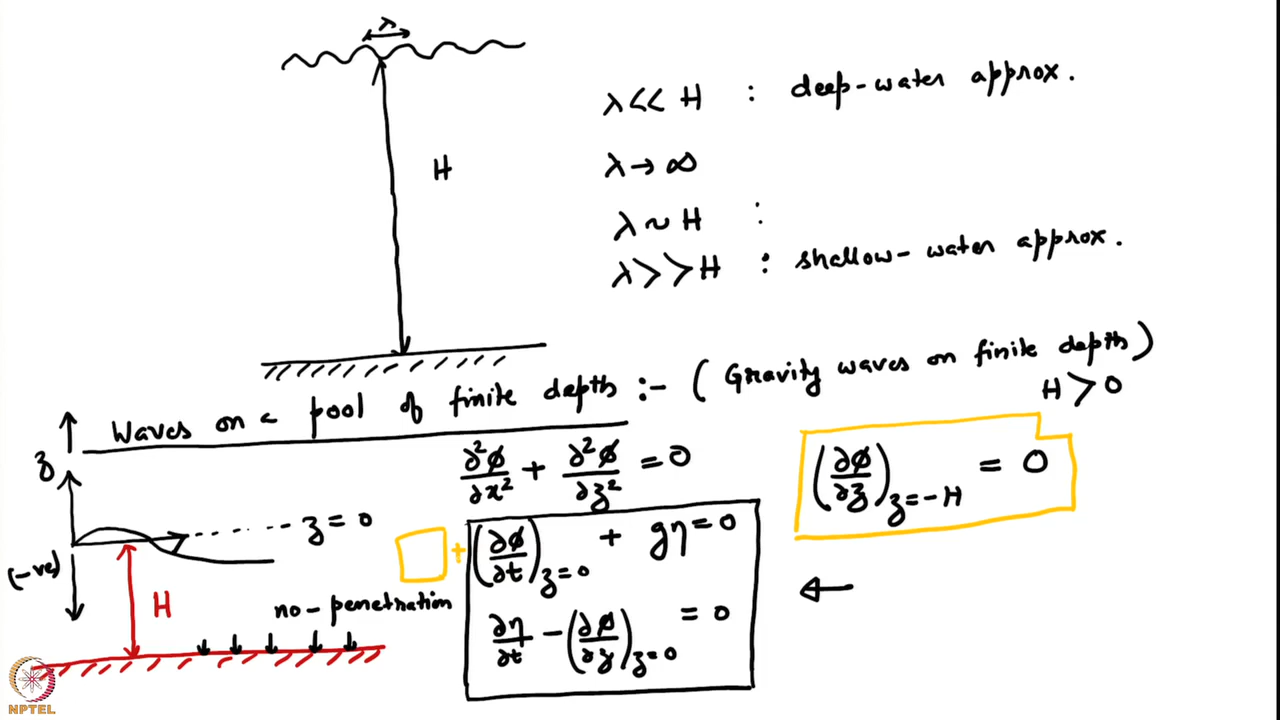 λ
H
λ << H : deep-water approx.
λ → ∞
λ ~ H :
λ >> H : shallow-water approx.
Waves on a pool of finite depth :- (Gravity waves on finite depth)
H > 0
z
∂²φ/∂x² + ∂²φ/∂z² = 0
(∂φ/∂z)_{z=-H} = 0
z = 0
(-ve)
+ (∂φ/∂t)_{z=0} + gη = 0
H
no-penetration
∂η/∂t - (∂φ/∂z)_{z=0} = 0
NPTEL